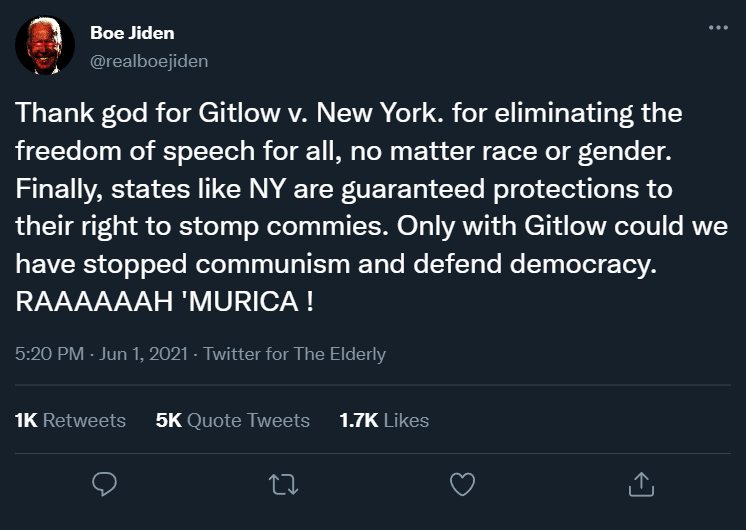 Boe Jiden
@realboejiden
Thank god for Gitlow v. New York. for eliminating the
freedom of speech for all, no matter race or gender.
Finally, states like NY are guaranteed protections to
their right to stomp commies. Only with Gitlow could we
have stopped communism and defend democracy.
RAAAAAAH 'MURICA !
5:20 PM · Jun 1, 2021 · Twitter for The Elderly
1K Retweets 5K Quote Tweets 1.7K Likes